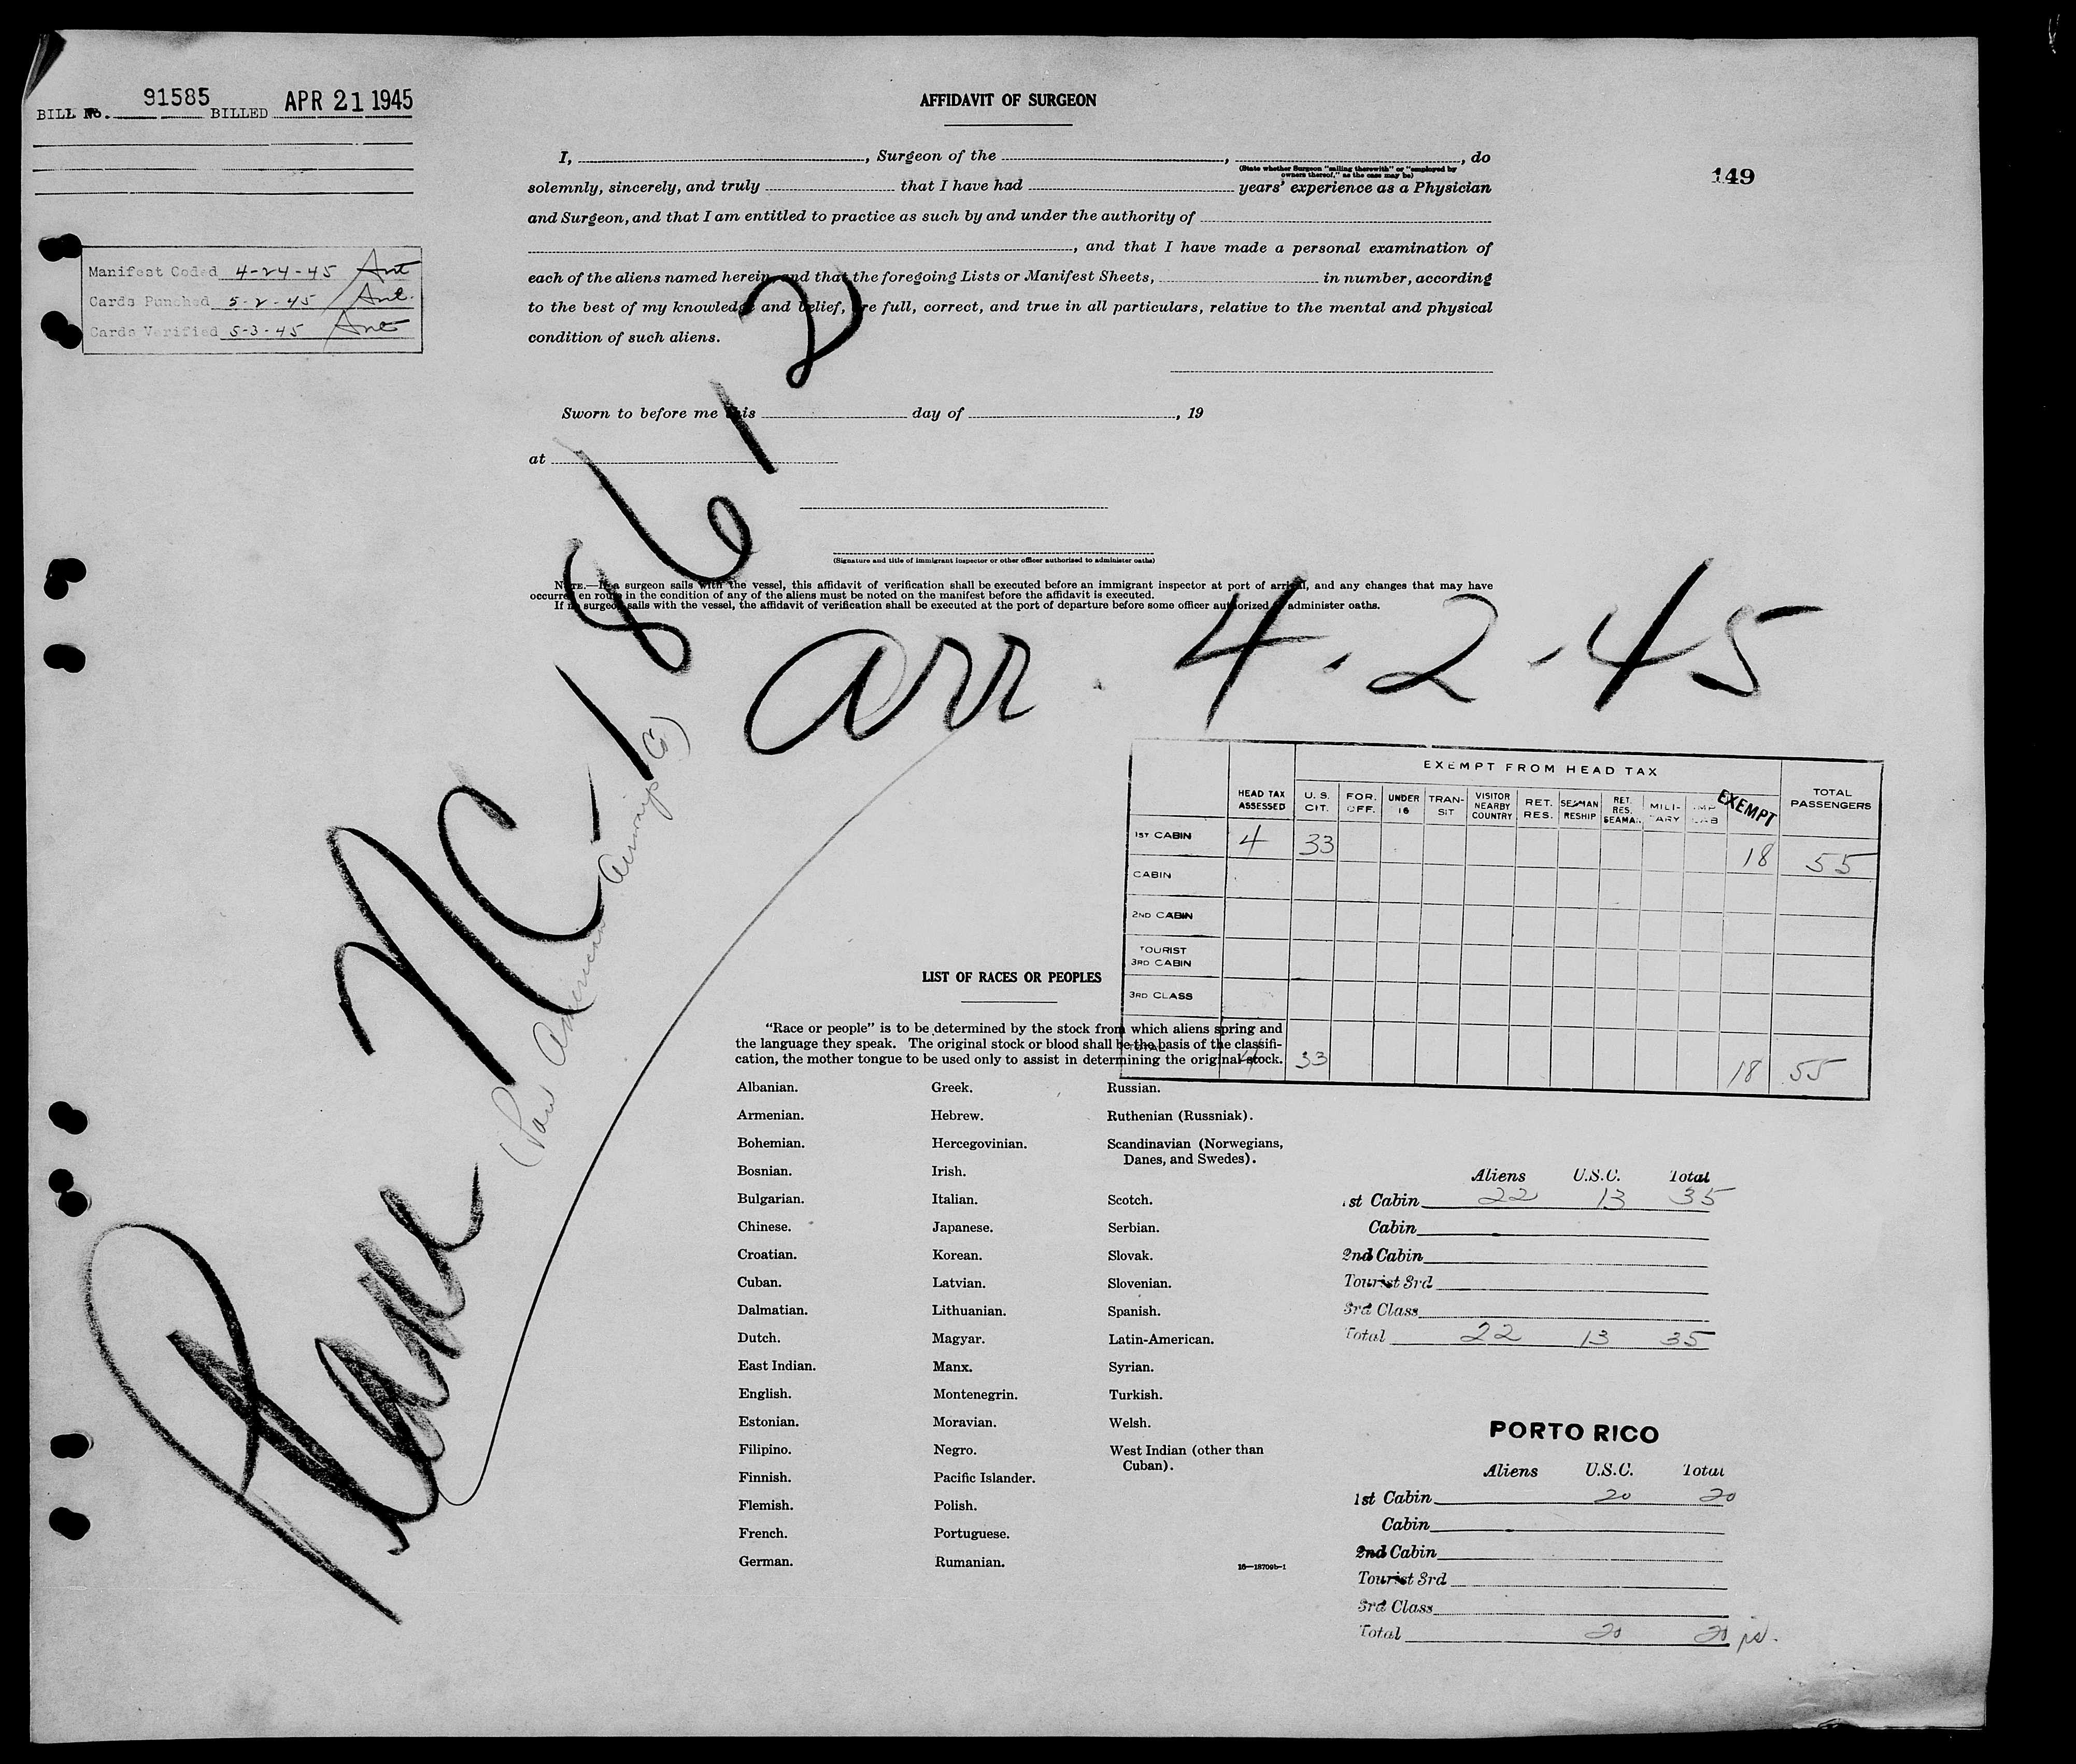 BILL No. 91585 BILLED APR 21 1945
AFFIDAVIT OF SURGEON
149
I, , Surgeon of the , , do
(State whether Surgeon "sailing therewith" or "employed by
owners thereof," as the case may be)
solemnly, sincerely, and truly that I have had years' experience as a Physician
and Surgeon, and that I am entitled to practice as such by and under the authority of
, and that I have made a personal examination of
each of the aliens named herein, and that the foregoing Lists or Manifest Sheets, in number, according
to the best of my knowledge and belief, are full, correct, and true in all particulars, relative to the mental and physical
condition of such aliens.
Manifest Coded 4-24-45
Cards Punched 5-2-45
Cards Verified 5-3-45
Sworn to before me this day of , 19
at
(Signature and title of immigrant inspector or other officer authorized to administer oaths)
NOTE.—If a surgeon sails with the vessel, this affidavit of verification shall be executed before an immigrant inspector at port of arrival, and any changes that may have
occurred en route in the condition of any of the aliens must be noted on the manifest before the affidavit is executed.
If no surgeon sails with the vessel, the affidavit of verification shall be executed at the port of departure before some officer authorized to administer oaths.
Plane NC-18612
(Pan American Airways Co)
arr. 4.2.45
EXEMPT FROM HEAD TAX
HEAD TAX ASSESSED U. S. CIT. FOR. OFF. UNDER 16 TRANSIT VISITOR NEARBY COUNTRY RET. RES. SEAMAN RESHIP RET. RES. SEAMAN MILITARY IMP LAB EXEMPT TOTAL PASSENGERS
1ST CABIN 4 33 18 55
CABIN
2ND CABIN
TOURIST
3RD CABIN
3RD CLASS
TOTAL 4 33 18 55
LIST OF RACES OR PEOPLES
"Race or people" is to be determined by the stock from which aliens spring and
the language they speak. The original stock or blood shall be the basis of the classifi-
cation, the mother tongue to be used only to assist in determining the original stock.
Albanian.
Armenian.
Bohemian.
Bosnian.
Bulgarian.
Chinese.
Croatian.
Cuban.
Dalmatian.
Dutch.
East Indian.
English.
Estonian.
Filipino.
Finnish.
Flemish.
French.
German.
Greek.
Hebrew.
Hercegovinian.
Irish.
Italian.
Japanese.
Korean.
Latvian.
Lithuanian.
Magyar.
Manx.
Montenegrin.
Moravian.
Negro.
Pacific Islander.
Polish.
Portuguese.
Rumanian.
Russian.
Ruthenian (Russniak).
Scandinavian (Norwegians,
Danes, and Swedes).
Scotch.
Serbian.
Slovak.
Slovenian.
Spanish.
Latin-American.
Syrian.
Turkish.
Welsh.
West Indian (other than
Cuban).
16—18709b-1
Aliens U.S.C. Total
1st Cabin 22 13 35
Cabin
2nd Cabin
Tourist 3rd
3rd Class
Total 22 13 35
PORTO RICO
Aliens U.S.C. Total
1st Cabin 20 20
Cabin
2nd Cabin
Tourist 3rd
3rd Class
Total 20 20